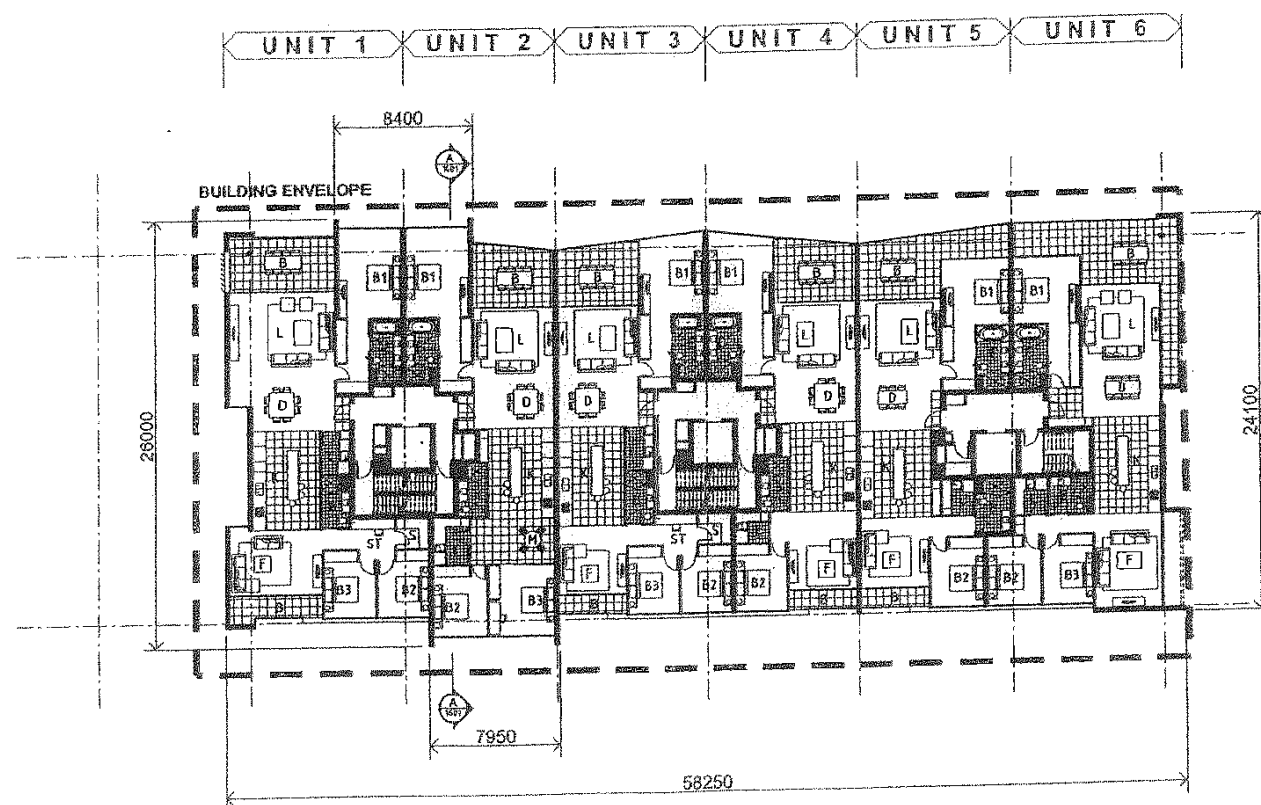 UNIT 1 UNIT 2 UNIT 3 UNIT 4 UNIT 5 UNIT 6
8400
A
BUILDING ENVELOPE
B B1 B1 B B B1 B1 B B B1 B1 B
L L L L L L
D D D D D D
26000
24100
K K K K K K
ST S M ST S
F F F F F
B3 B2 B2 B3 B3 B2 B2 B2 B2 B3
B B B B
A
7950
58250